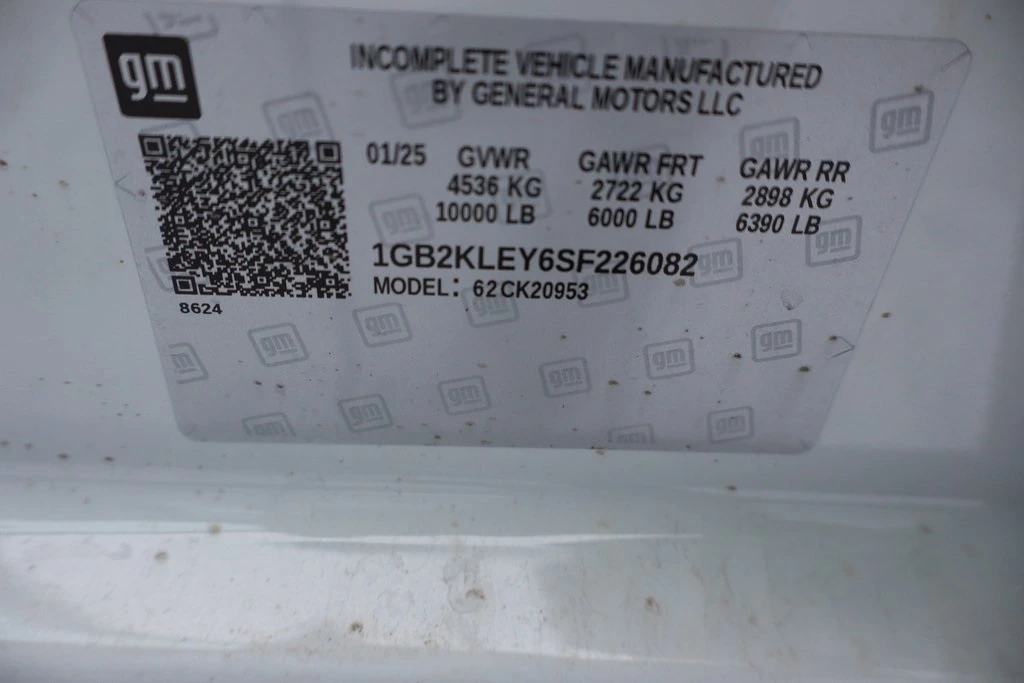 gm
INCOMPLETE VEHICLE MANUFACTURED
BY GENERAL MOTORS LLC
01/25 GVWR GAWR FRT GAWR RR
4536 KG 2722 KG 2898 KG
10000 LB 6000 LB 6390 LB
1GB2KLEY6SF226082
MODEL: 62CK20953
8624